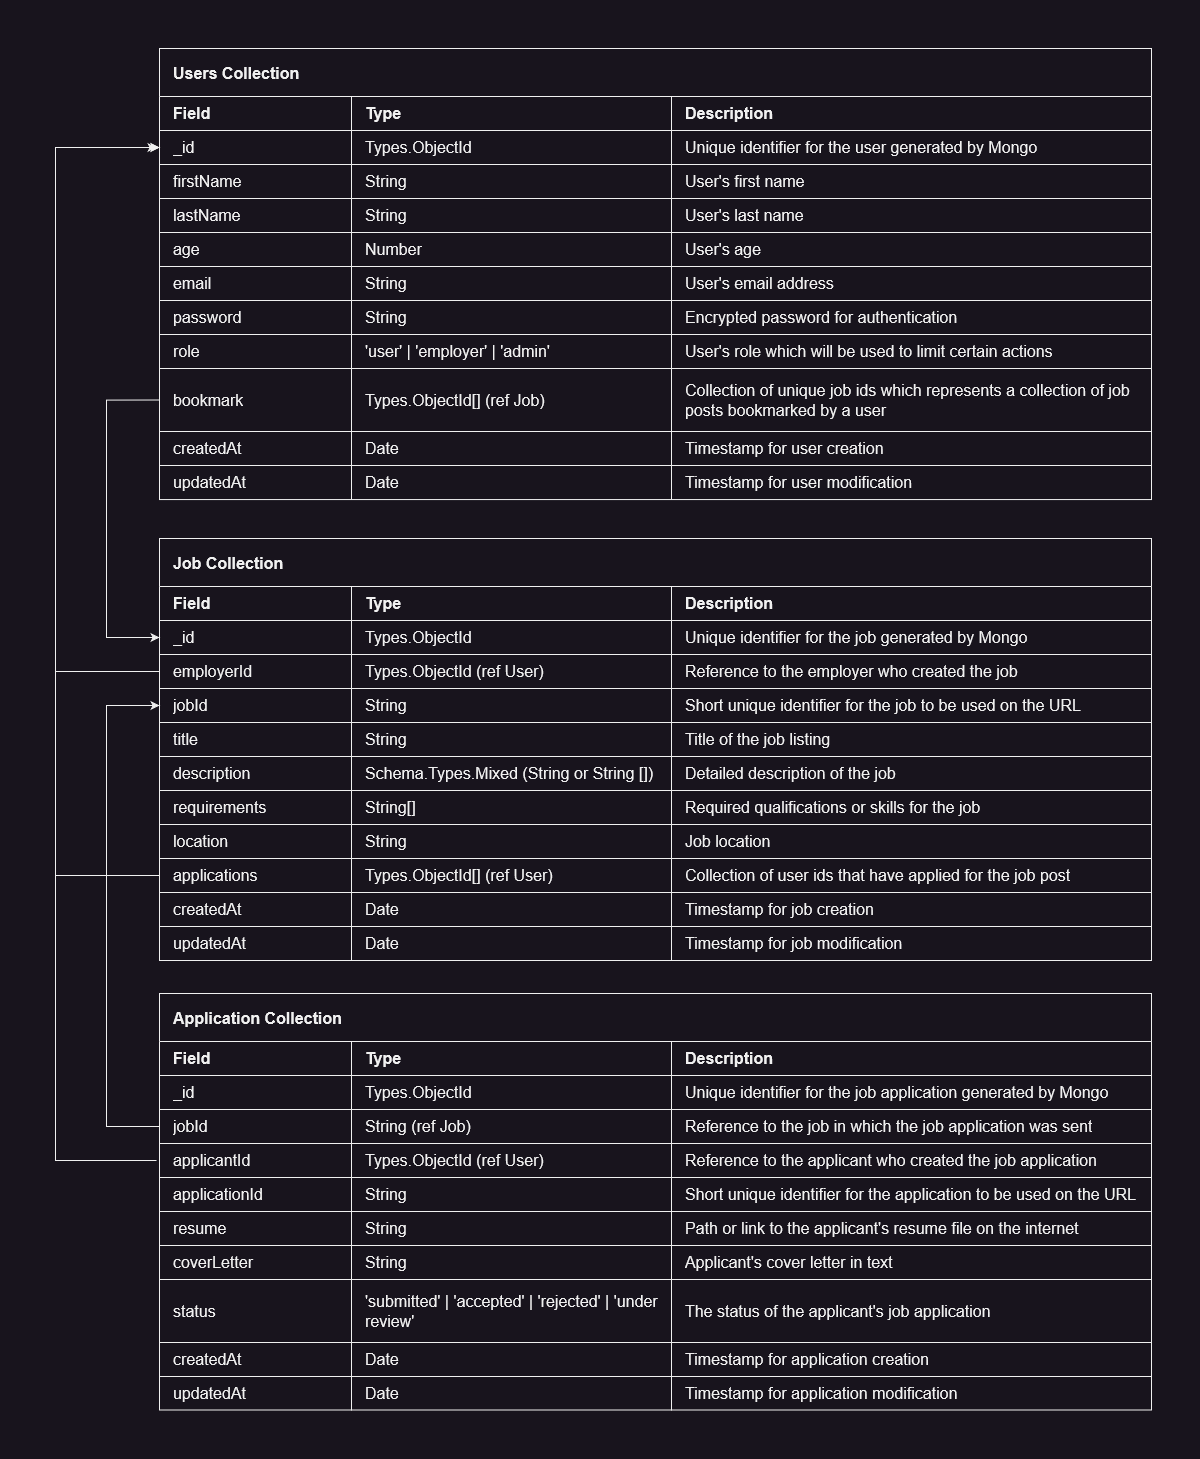 Users Collection
Field Type Description
_id Types.ObjectId Unique identifier for the user generated by Mongo
firstName String User's first name
lastName String User's last name
age Number User's age
email String User's email address
password String Encrypted password for authentication
role 'user' | 'employer' | 'admin' User's role which will be used to limit certain actions
bookmark Types.ObjectId[] (ref Job) Collection of unique job ids which represents a collection of job
posts bookmarked by a user
createdAt Date Timestamp for user creation
updatedAt Date Timestamp for user modification
Job Collection
Field Type Description
_id Types.ObjectId Unique identifier for the job generated by Mongo
employerId Types.ObjectId (ref User) Reference to the employer who created the job
jobId String Short unique identifier for the job to be used on the URL
title String Title of the job listing
description Schema.Types.Mixed (String or String []) Detailed description of the job
requirements String[] Required qualifications or skills for the job
location String Job location
applications Types.ObjectId[] (ref User) Collection of user ids that have applied for the job post
createdAt Date Timestamp for job creation
updatedAt Date Timestamp for job modification
Application Collection
Field Type Description
_id Types.ObjectId Unique identifier for the job application generated by Mongo
jobId String (ref Job) Reference to the job in which the job application was sent
applicantId Types.ObjectId (ref User) Reference to the applicant who created the job application
applicationId String Short unique identifier for the application to be used on the URL
resume String Path or link to the applicant's resume file on the internet
coverLetter String Applicant's cover letter in text
status 'submitted' | 'accepted' | 'rejected' | 'under
review' The status of the applicant's job application
createdAt Date Timestamp for application creation
updatedAt Date Timestamp for application modification